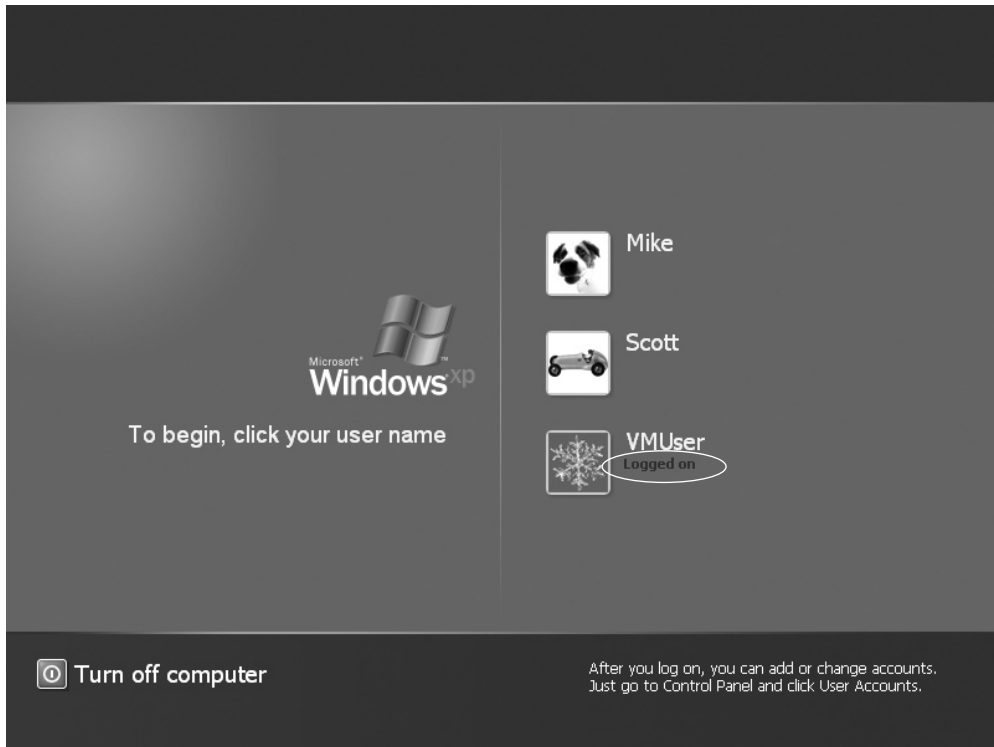 Microsoft®
Windows xp™
To begin, click your user name
Mike
Scott
VMUser
Logged on
Turn off computer
After you log on, you can add or change accounts.
Just go to Control Panel and click User Accounts.